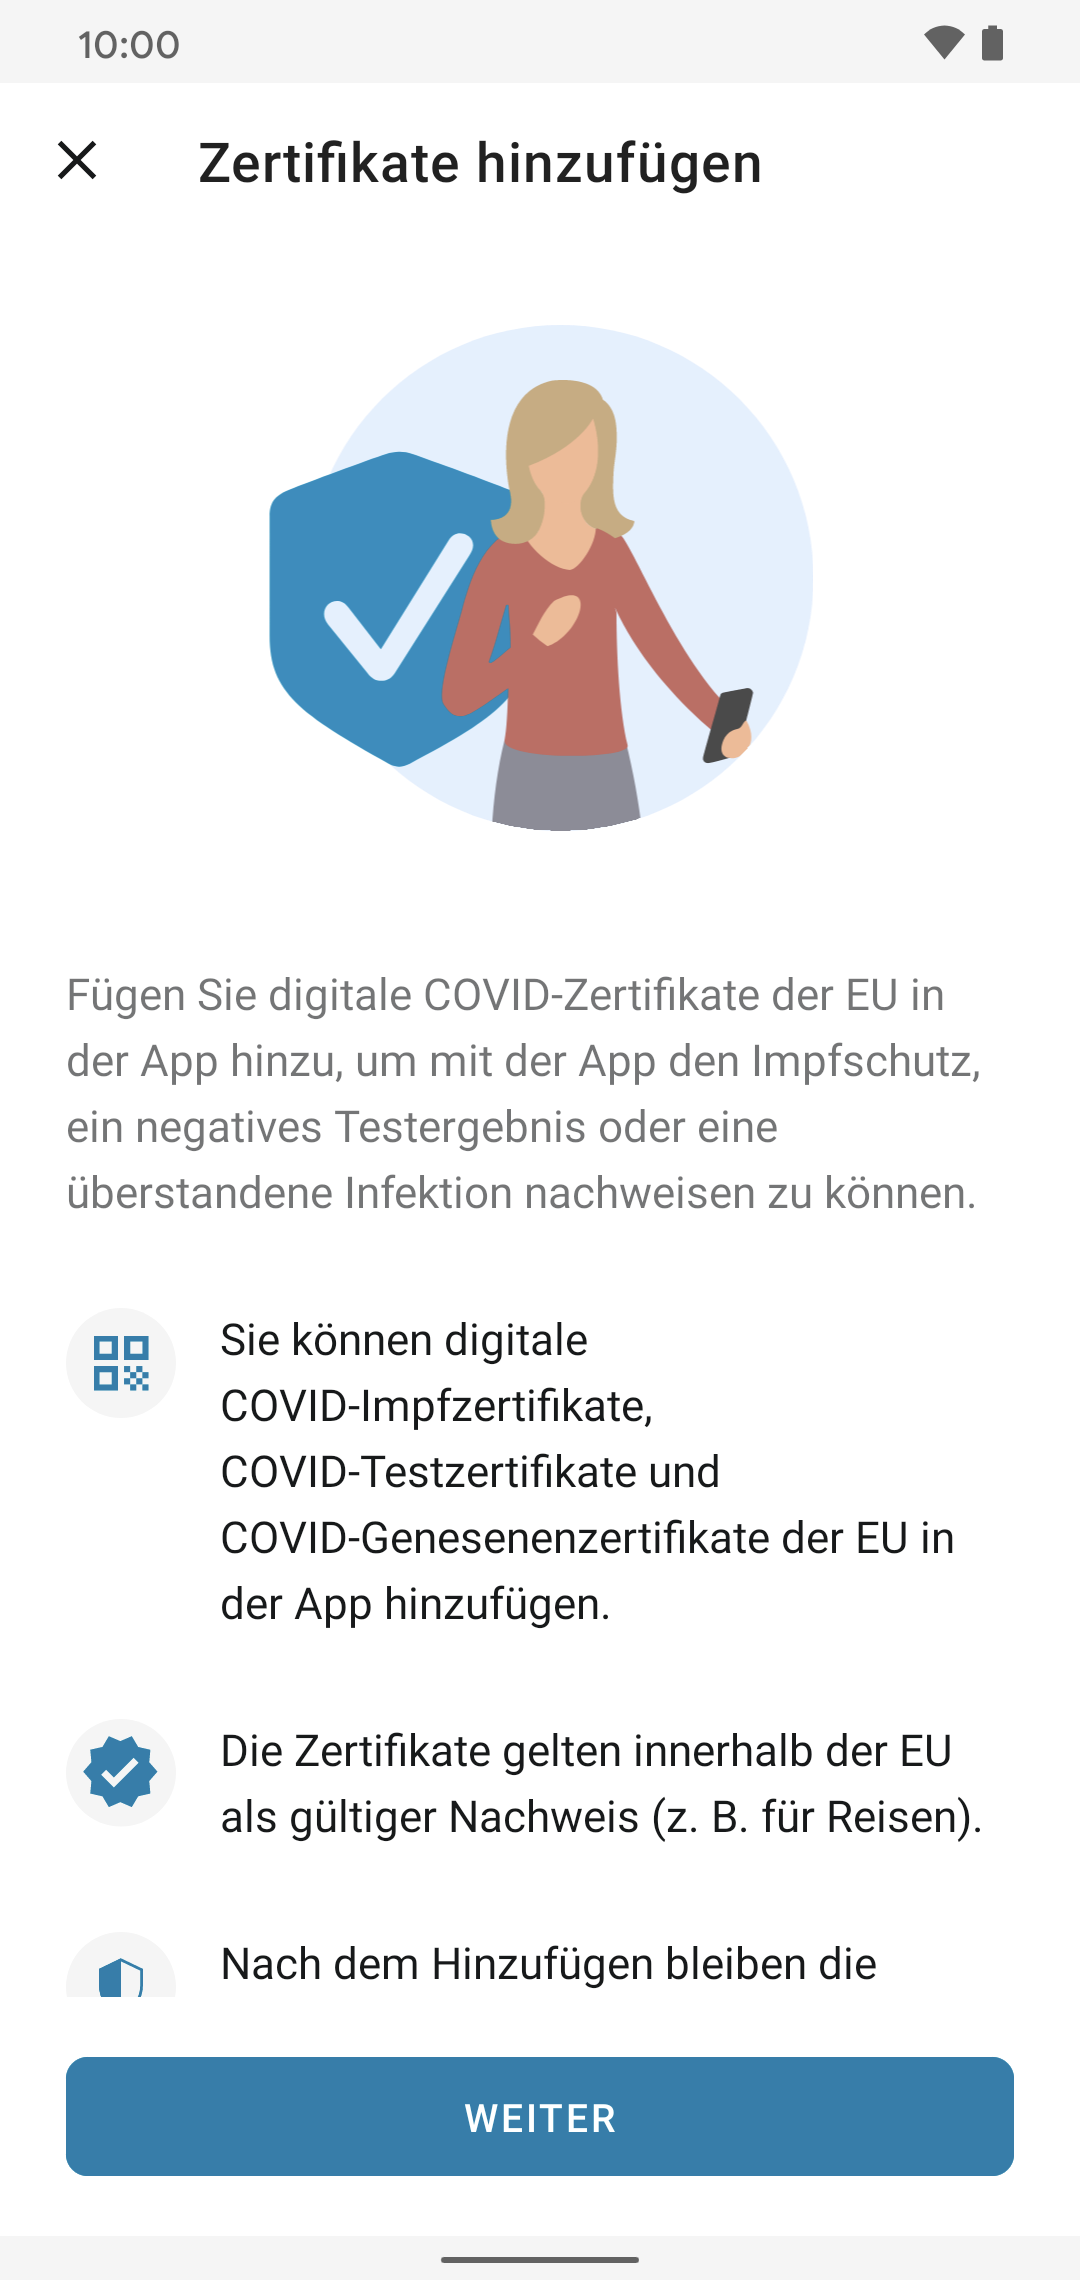 10:00
Zertifikate hinzufügen
Fügen Sie digitale COVID-Zertifikate der EU in
der App hinzu, um mit der App den Impfschutz,
ein negatives Testergebnis oder eine
überstandene Infektion nachweisen zu können.
Sie können digitale
COVID-Impfzertifikate,
COVID-Testzertifikate und
COVID-Genesenenzertifikate der EU in
der App hinzufügen.
Die Zertifikate gelten innerhalb der EU
als gültiger Nachweis (z. B. für Reisen).
Nach dem Hinzufügen bleiben die
WEITER